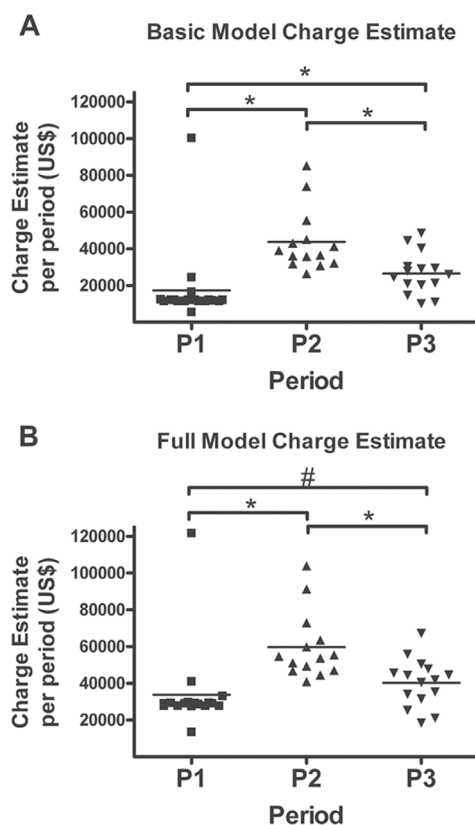 A
Basic Model Charge Estimate
*
*
*
Charge Estimate
per period (US$)
120000
100000
80000
60000
40000
20000
P1
P2
P3
Period
B
Full Model Charge Estimate
#
*
*
Charge Estimate
per period (US$)
120000
100000
80000
60000
40000
20000
P1
P2
P3
Period